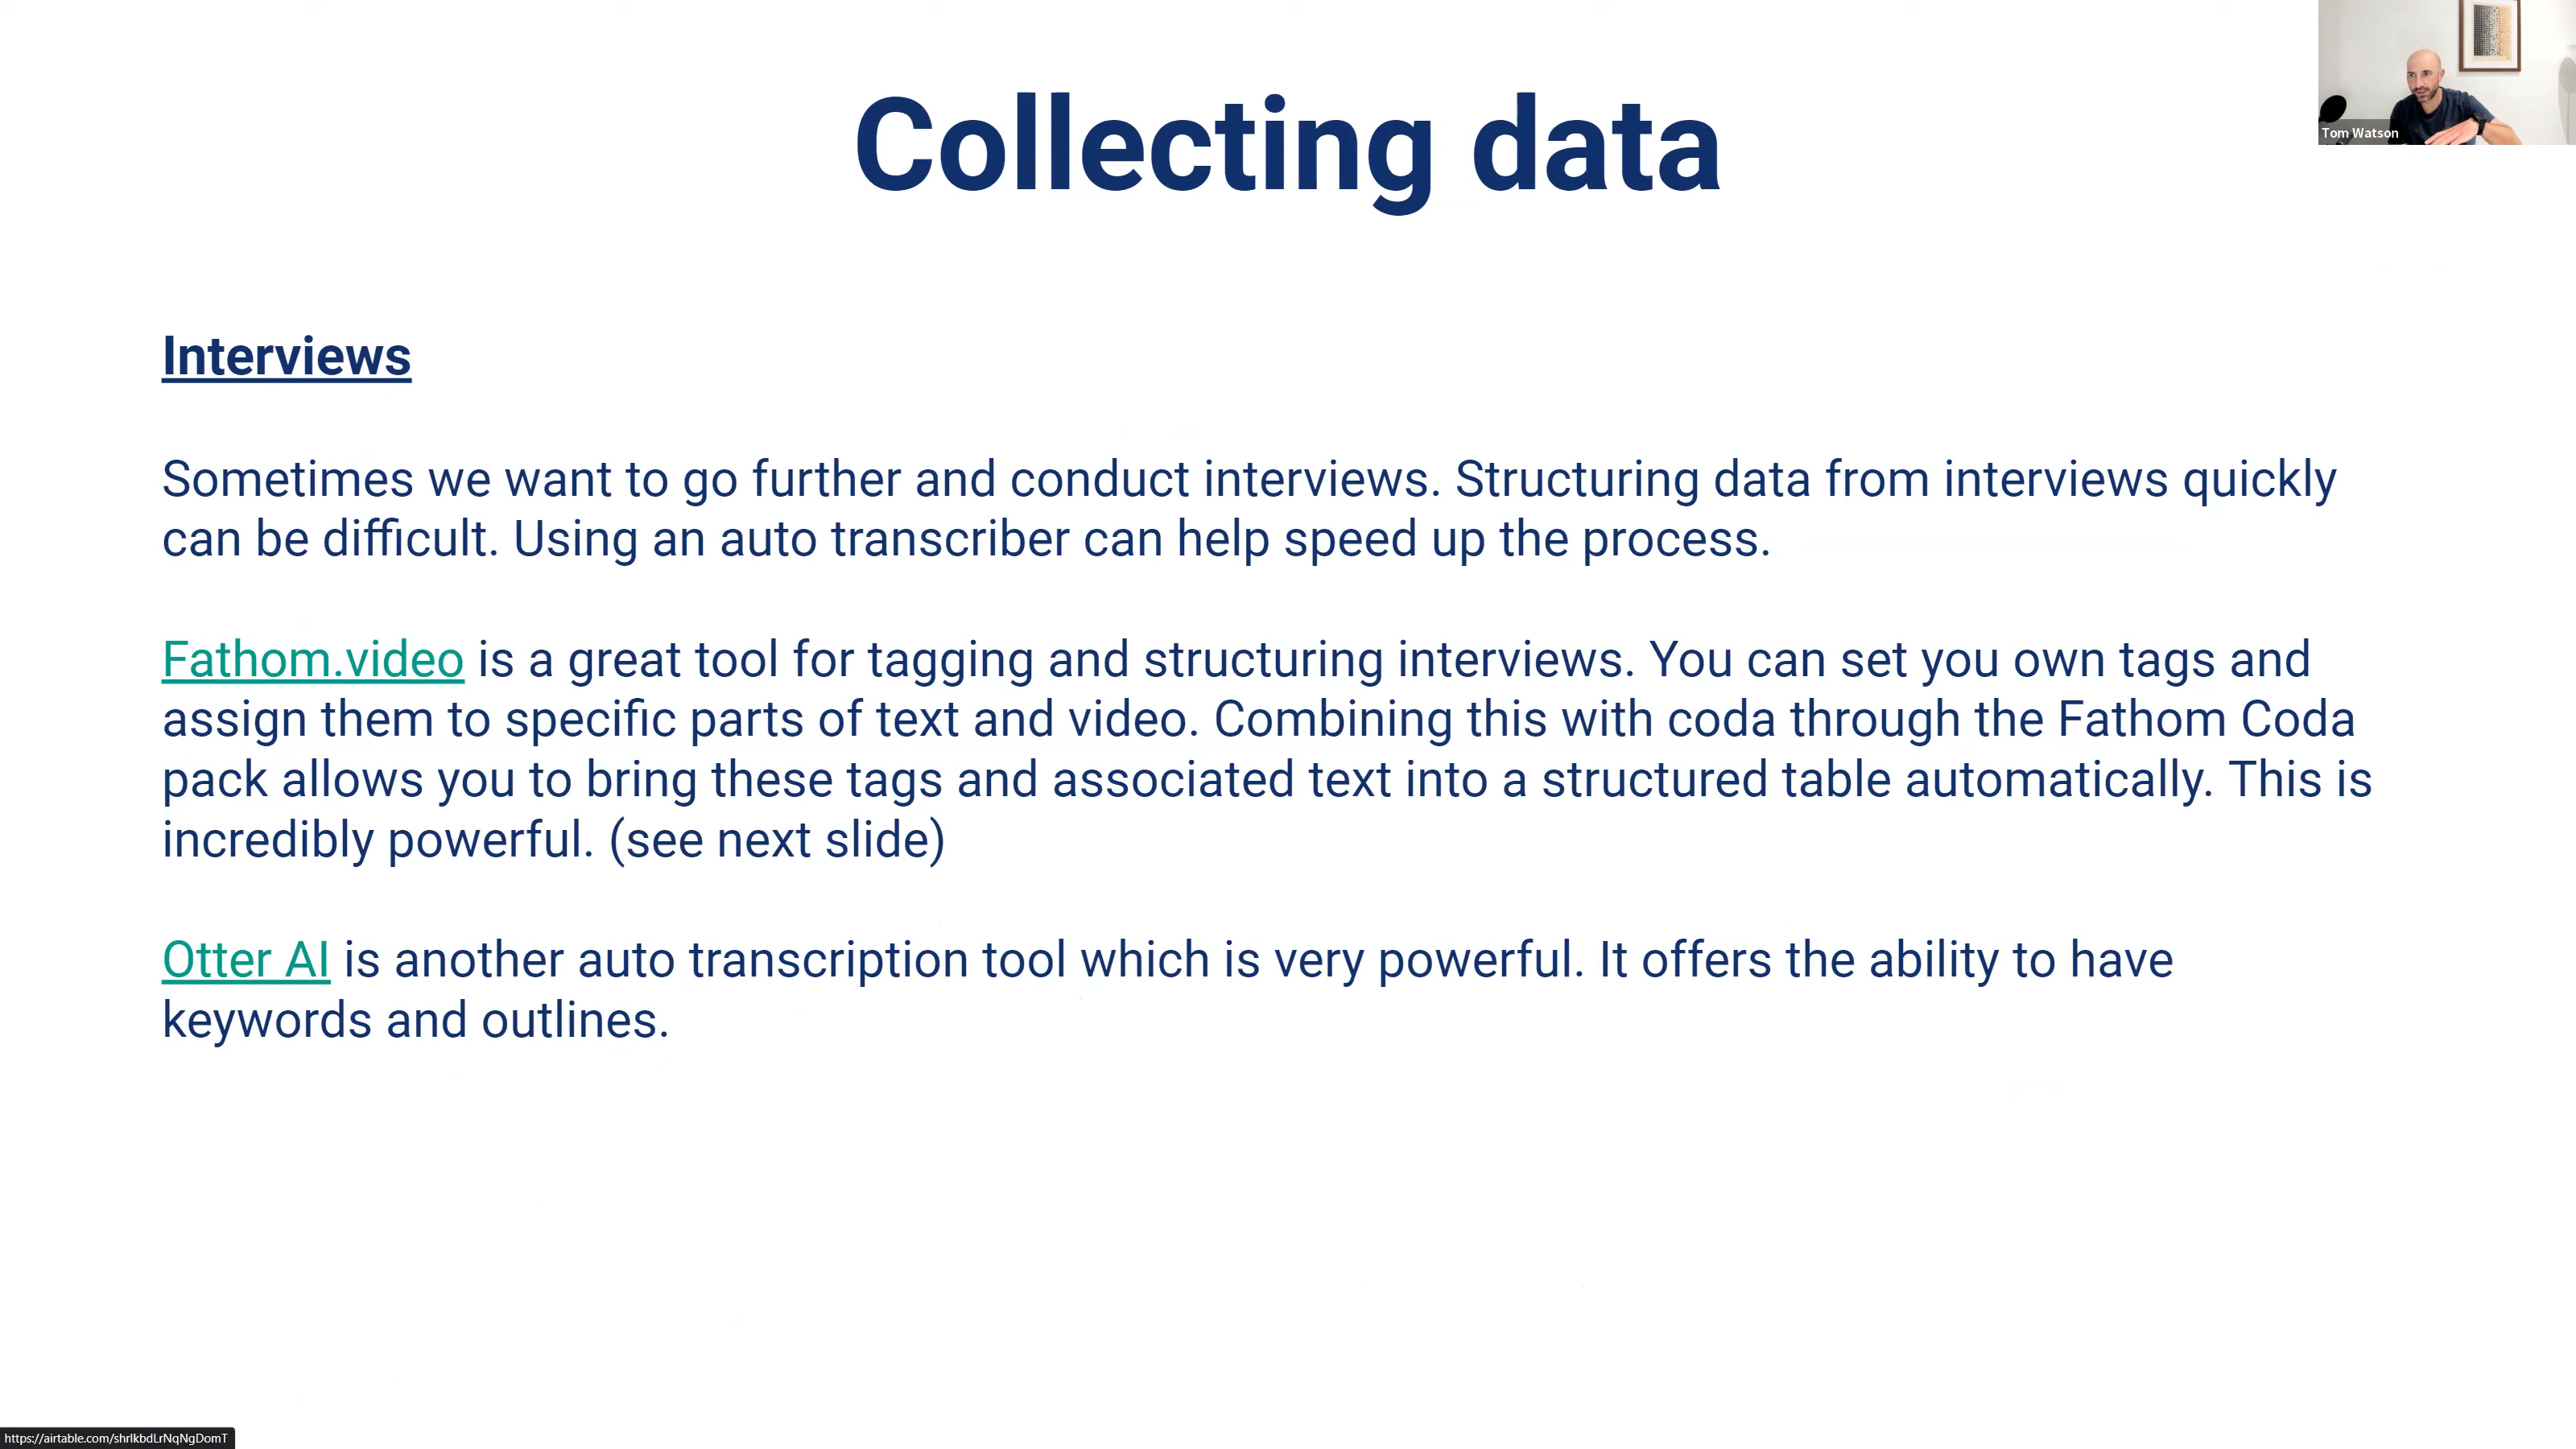 Collecting data
Tom Watson
Interviews
Sometimes we want to go further and conduct interviews. Structuring data from interviews quickly
can be difficult. Using an auto transcriber can help speed up the process.
Fathom.video is a great tool for tagging and structuring interviews. You can set you own tags and
assign them to specific parts of text and video. Combining this with coda through the Fathom Coda
pack allows you to bring these tags and associated text into a structured table automatically. This is
incredibly powerful. (see next slide)
Otter AI is another auto transcription tool which is very powerful. It offers the ability to have
keywords and outlines.
https://airtable.com/shrlkbdLrNqNgDomT